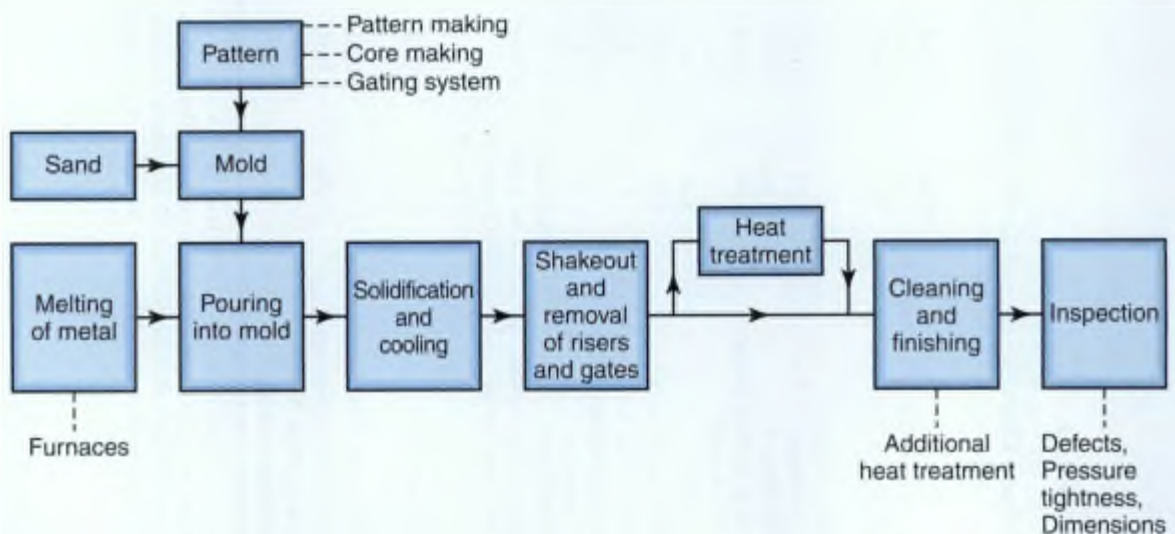 Pattern
Pattern making
Core making
Gating system
Sand
Mold
Melting
of metal
Pouring
into mold
Solidification
and
cooling
Shakeout
and
removal
of risers
and gates
Heat
treatment
Cleaning
and
finishing
Inspection
Furnaces
Additional
heat treatment
Defects,
Pressure
tightness,
Dimensions